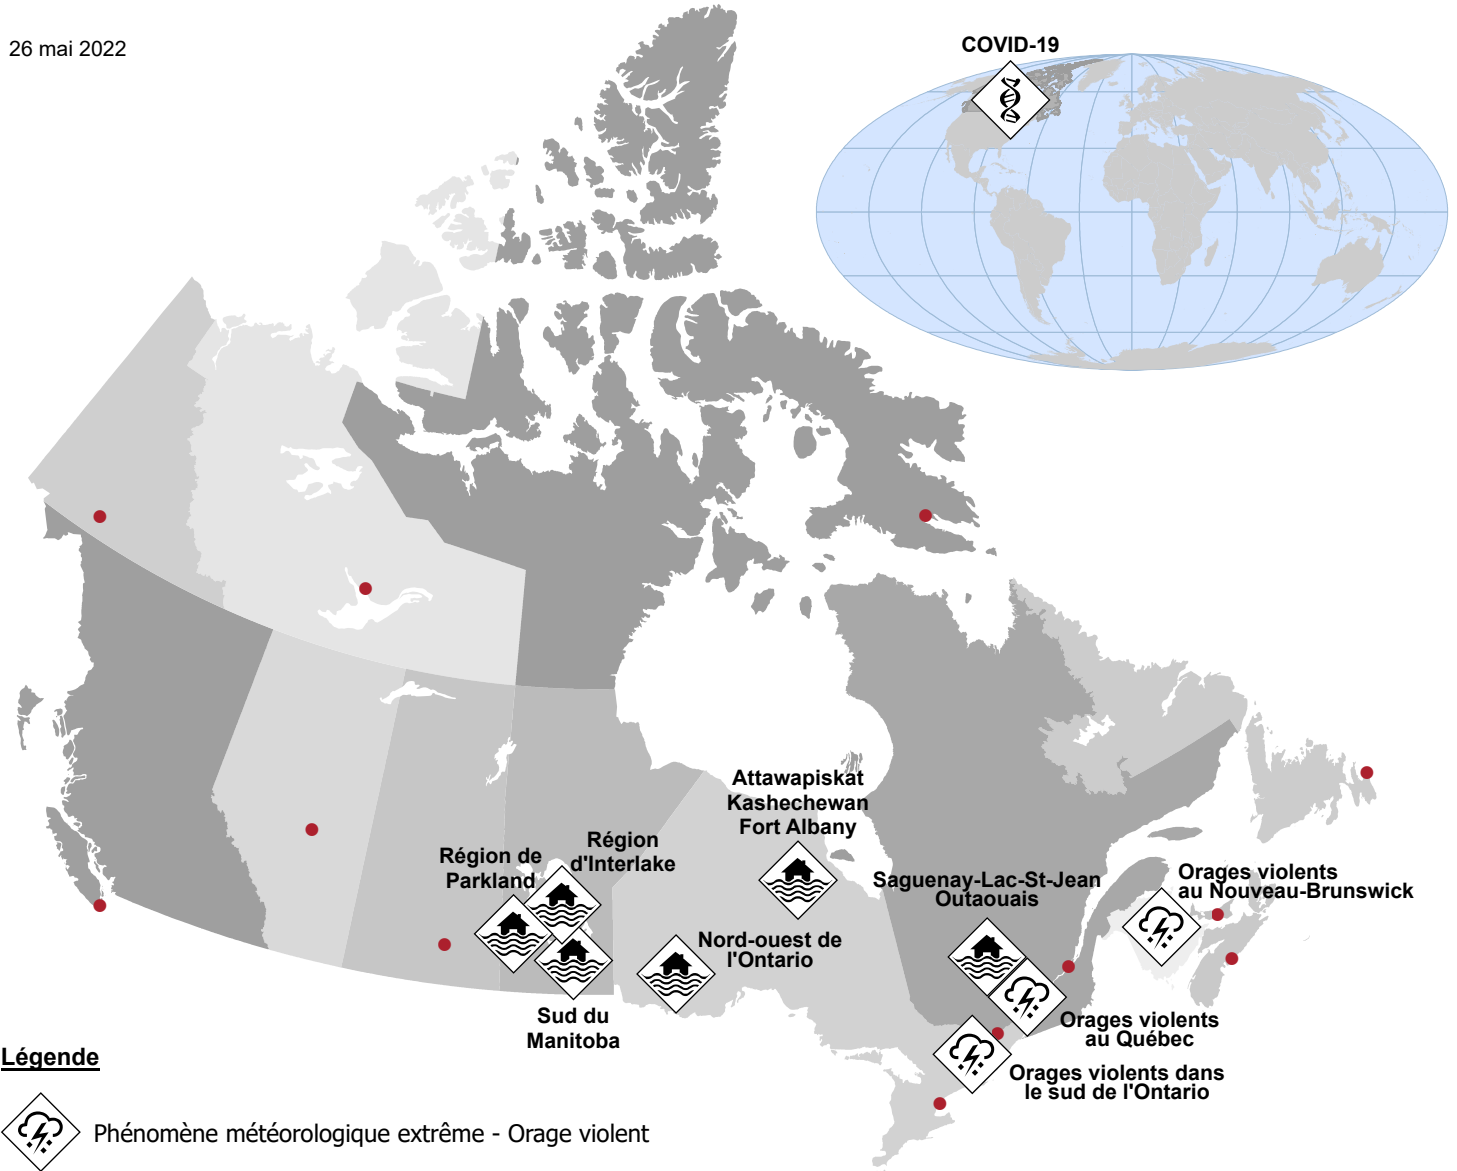 26 mai 2022
COVID-19
Attawapiskat
Kashechewan
Fort Albany
Région
d'Interlake
Région de
Parkland
Saguenay-Lac-St-Jean
Outaouais
Orages violents
au Nouveau-Brunswick
Nord-ouest de
l'Ontario
Sud du
Manitoba
Orages violents
au Québec
Orages violents dans
le sud de l'Ontario
Légende
Phénomène météorologique extrême - Orage violent